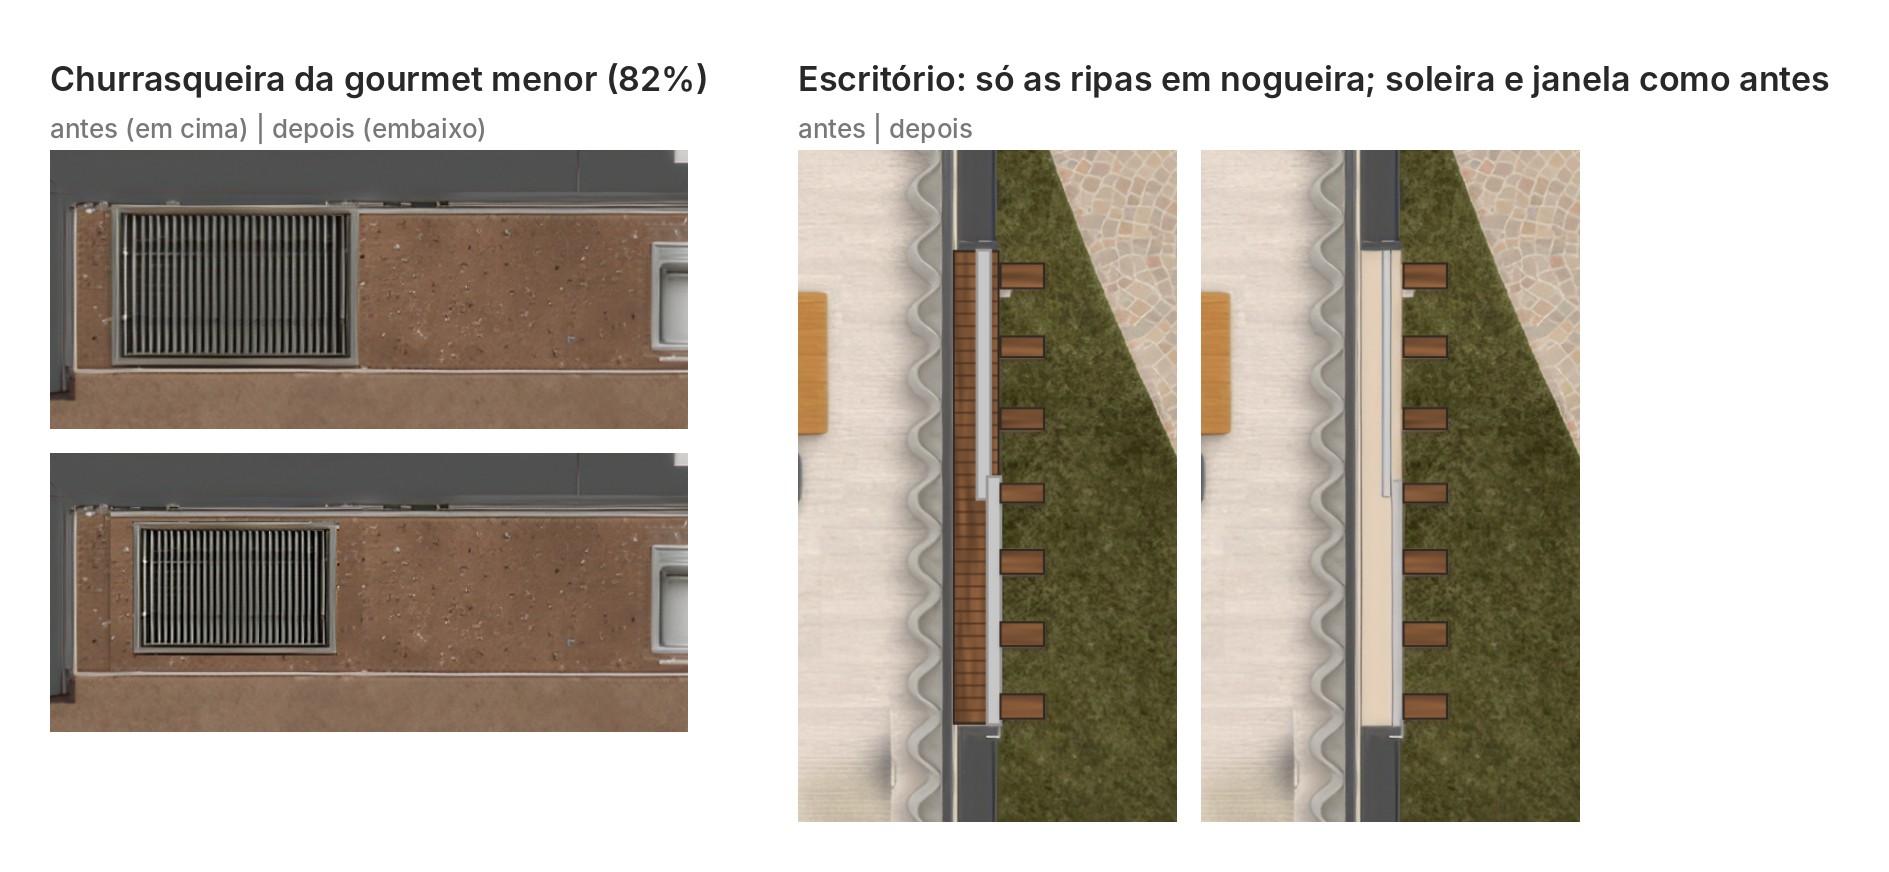 Churrasqueira da gourmet menor (82%)
antes (em cima) | depois (embaixo)
Escritório: só as ripas em nogueira; soleira e janela como antes
antes | depois